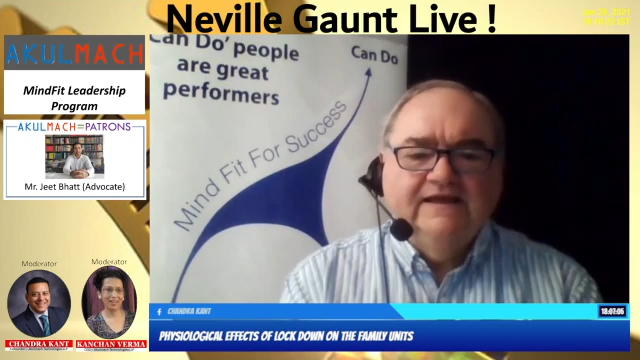 Neville Gaunt Live !
AKULMACH
MindFit Leadership
Program
AKULMACH=PATRONS
Mr. Jeet Bhatt (Advocate)
Moderator
Moderator
CHANDRA KANT
KANCHAN VERMA
Can Do' people
are great
performers
Can Do
Mind Fit For Success
CHANDRA KANT
18:07:05
PHYSIOLOGICAL EFFECTS OF LOCK DOWN ON THE FAMILY UNITS